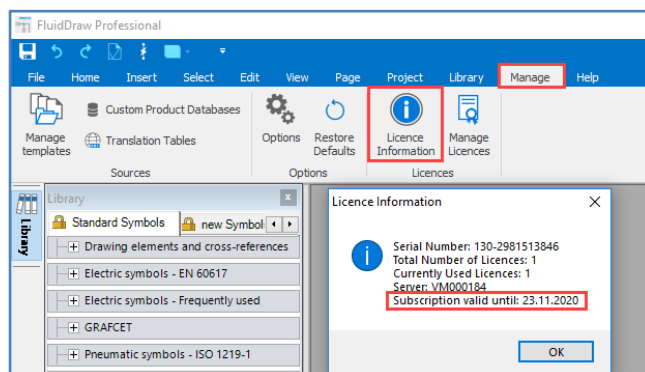 FluidDraw Professional
File Home Insert Select Edit View Page Project Library Manage Help
Manage templates
Custom Product Databases
Translation Tables
Options
Restore Defaults
Licence Information
Manage Licences
Sources
Options
Licences
Library
Library
Standard Symbols
new Symbol
Drawing elements and cross-references
Electric symbols - EN 60617
Electric symbols - Frequently used
GRAFCET
Pneumatic symbols - ISO 1219-1
Licence Information
Serial Number: 130-2981513846
Total Number of Licences: 1
Currently Used Licences: 1
Server: VM000184
Subscription valid until: 23.11.2020
OK